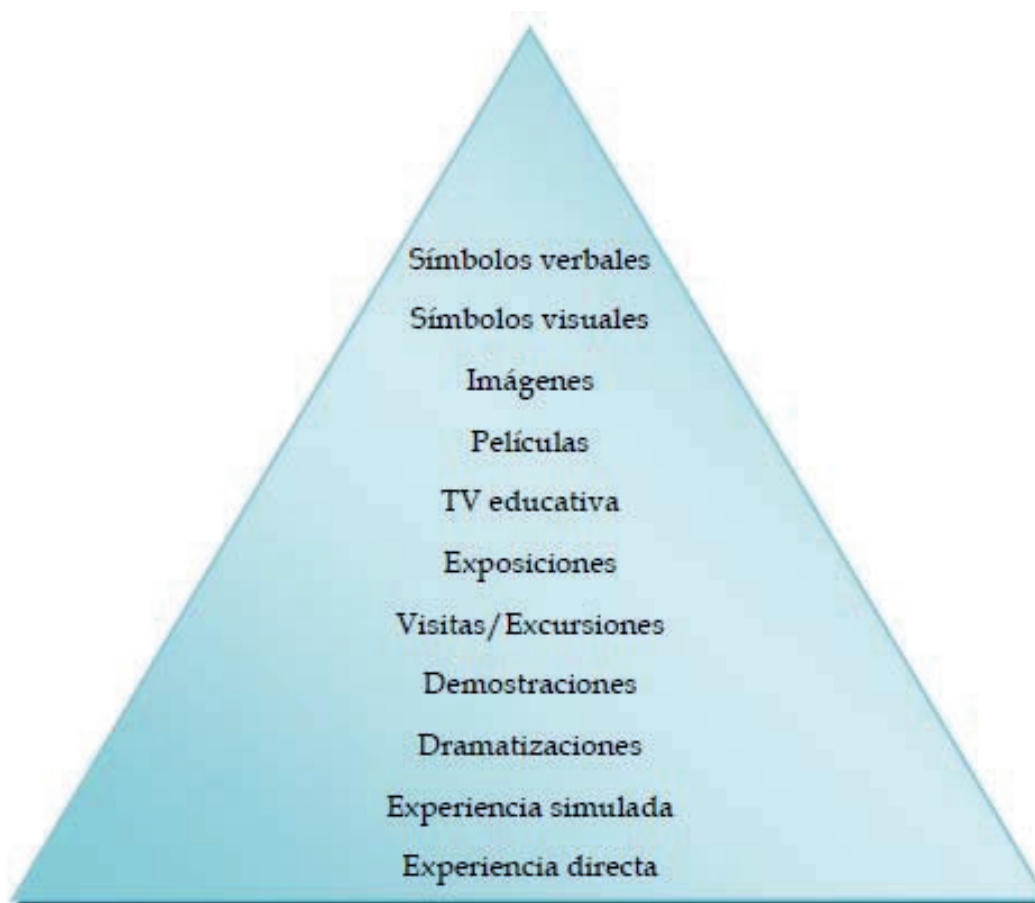 Símbolos verbales
Símbolos visuales
Imágenes
Películas
TV educativa
Exposiciones
Visitas/Excursiones
Demostraciones
Dramatizaciones
Experiencia simulada
Experiencia directa